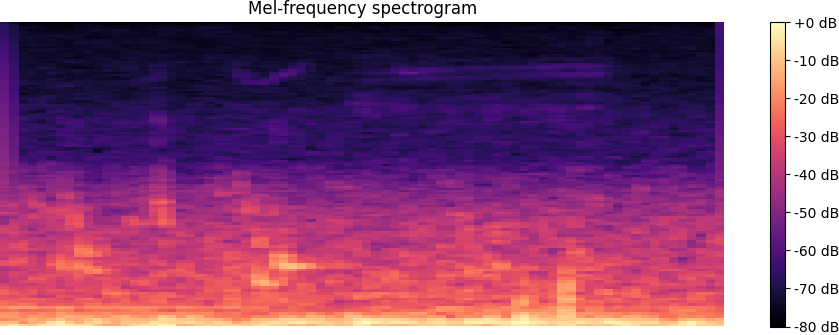 Mel-frequency spectrogram
+0 dB
-10 dB
-20 dB
-30 dB
-40 dB
-50 dB
-60 dB
-70 dB
-80 dB